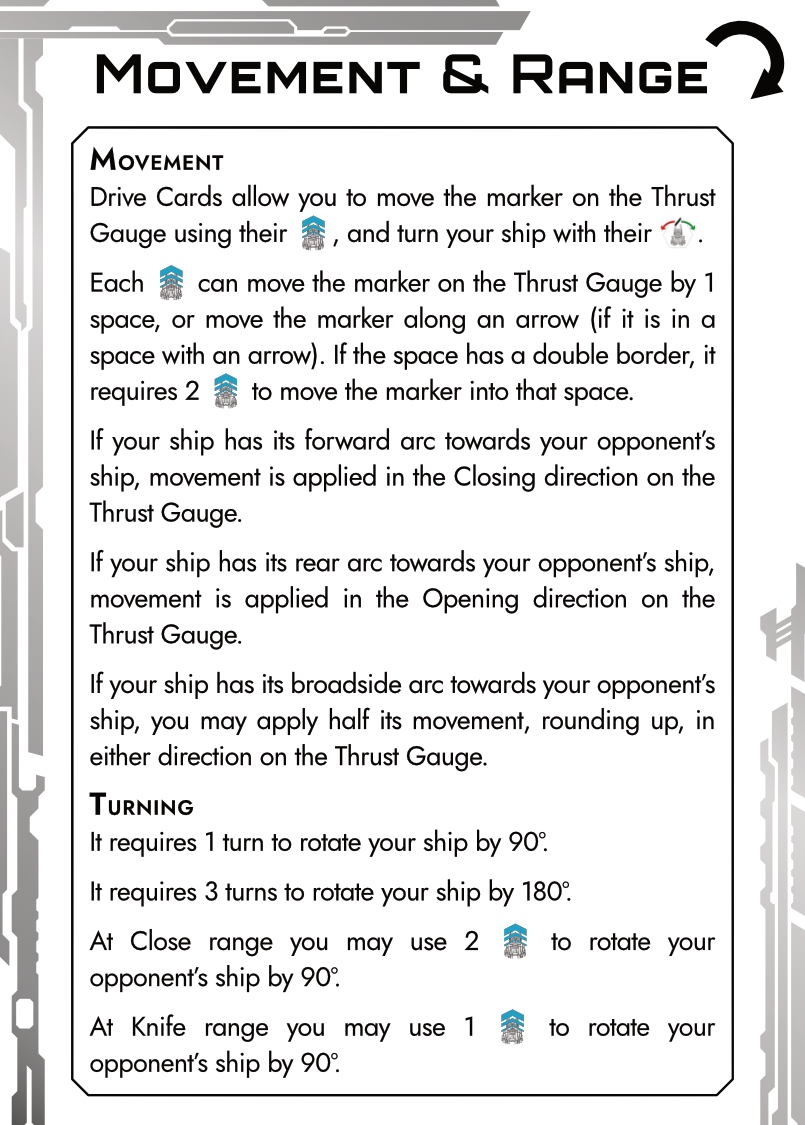 Movement & Range
Movement
Drive Cards allow you to move the marker on the Thrust
Gauge using their , and turn your ship with their .
Each can move the marker on the Thrust Gauge by 1
space, or move the marker along an arrow (if it is in a
space with an arrow). If the space has a double border, it
requires 2 to move the marker into that space.
If your ship has its forward arc towards your opponent's
ship, movement is applied in the Closing direction on the
Thrust Gauge.
If your ship has its rear arc towards your opponent's ship,
movement is applied in the Opening direction on the
Thrust Gauge.
If your ship has its broadside arc towards your opponent's
ship, you may apply half its movement, rounding up, in
either direction on the Thrust Gauge.
Turning
It requires 1 turn to rotate your ship by 90°.
It requires 3 turns to rotate your ship by 180°.
At Close range you may use 2 to rotate your
opponent's ship by 90°.
At Knife range you may use 1 to rotate your
opponent's ship by 90°.